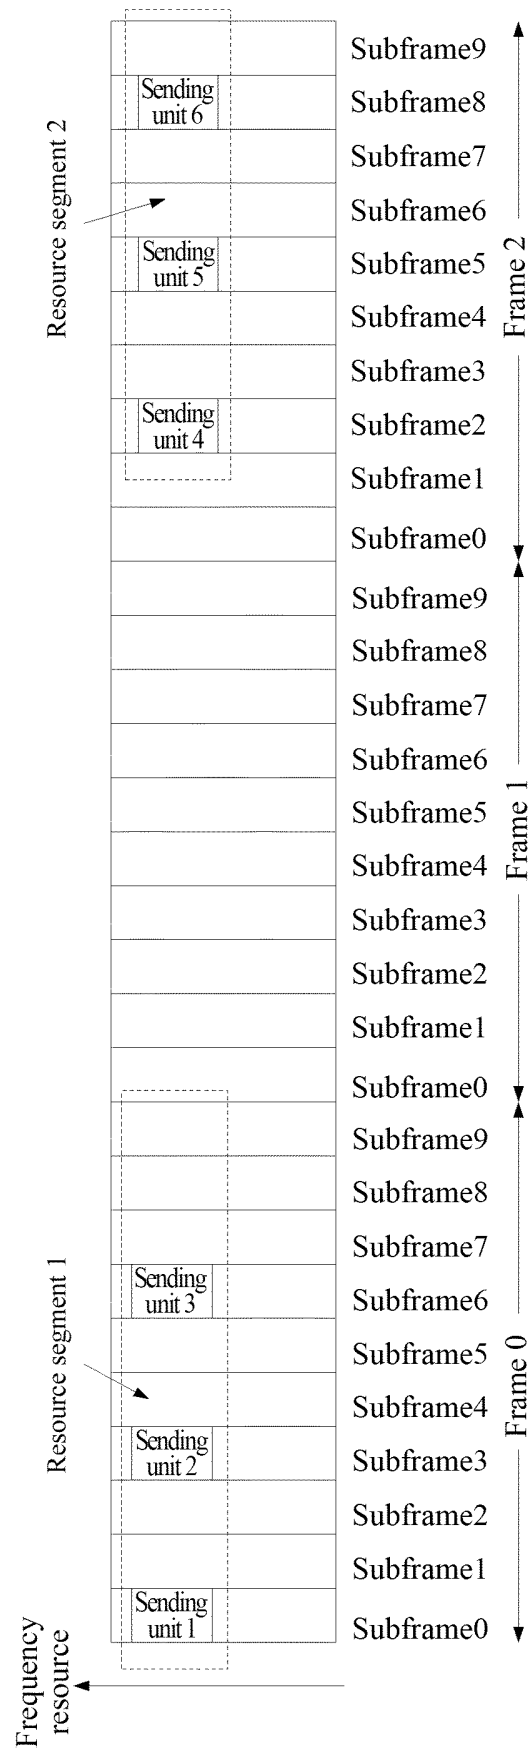 Subframe9
Sending
unit 6
Subframe8
Subframe7
Resource segment 2
Subframe6
Sending
unit 5
Subframe5
Frame 2
Subframe4
Subframe3
Sending
unit 4
Subframe2
Subframe1
Subframe0
Subframe9
Subframe8
Subframe7
Subframe6
Subframe5
Frame 1
Subframe4
Subframe3
Subframe2
Subframe1
Subframe0
Subframe9
Subframe8
Subframe7
Sending
unit 3
Subframe6
Resource segment 1
Subframe5
Frame 0
Subframe4
Sending
unit 2
Subframe3
Subframe2
Subframe1
Sending
unit 1
Subframe0
Frequency
resource